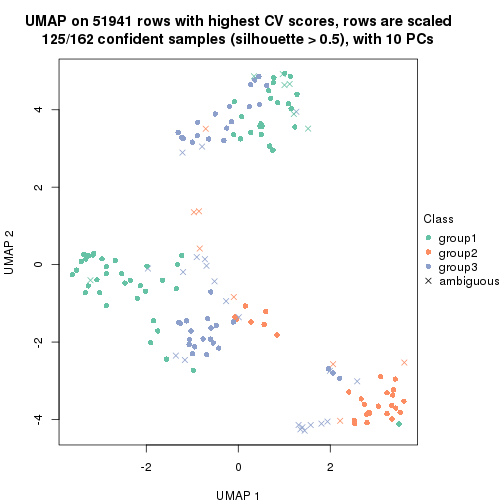 UMAP on 51941 rows with highest CV scores, rows are scaled
125/162 confident samples (silhouette > 0.5), with 10 PCs
4
2
0
-2
-4
UMAP 2
-2
0
2
UMAP 1
Class
group1
group2
group3
ambiguous